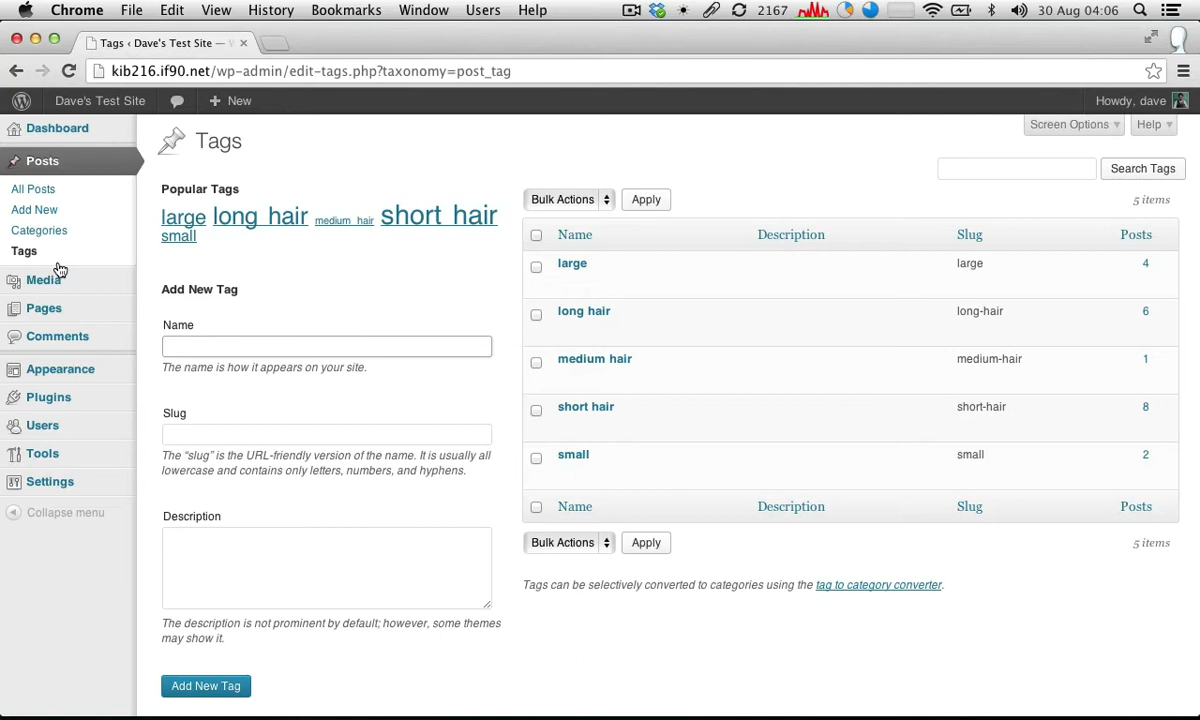 Chrome File Edit View History Bookmarks Window Users Help 2167 30 Aug 04:06
Tags ‹ Dave's Test Site —
kib216.if90.net/wp-admin/edit-tags.php?taxonomy=post_tag
Dave's Test Site + New Howdy, dave
Dashboard
Posts
All Posts
Add New
Categories
Tags
Media
Pages
Comments
Appearance
Plugins
Users
Tools
Settings
Collapse menu
Screen Options Help
Tags
Search Tags
Popular Tags
large long hair medium hair short hair
small
Add New Tag
Name
The name is how it appears on your site.
Slug
The “slug” is the URL-friendly version of the name. It is usually all
lowercase and contains only letters, numbers, and hyphens.
Description
The description is not prominent by default; however, some themes
may show it.
Add New Tag
Bulk Actions Apply 5 items
Name Description Slug Posts
large large 4
long hair long-hair 6
medium hair medium-hair 1
short hair short-hair 8
small small 2
Name Description Slug Posts
Bulk Actions Apply 5 items
Tags can be selectively converted to categories using the tag to category converter.